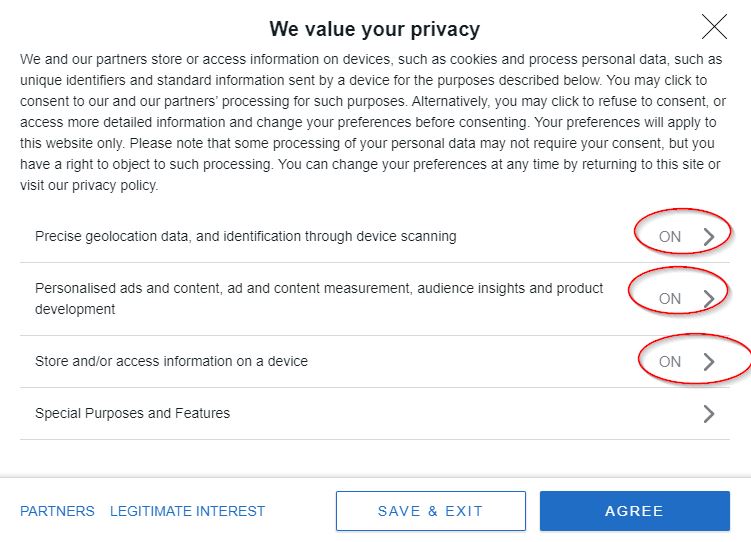 We value your privacy
We and our partners store or access information on devices, such as cookies and process personal data, such as
unique identifiers and standard information sent by a device for the purposes described below. You may click to
consent to our and our partners’ processing for such purposes. Alternatively, you may click to refuse to consent, or
access more detailed information and change your preferences before consenting. Your preferences will apply to
this website only. Please note that some processing of your personal data may not require your consent, but you
have a right to object to such processing. You can change your preferences at any time by returning to this site or
visit our privacy policy.
Precise geolocation data, and identification through device scanning ON
Personalised ads and content, ad and content measurement, audience insights and product
development ON
Store and/or access information on a device ON
Special Purposes and Features
PARTNERS LEGITIMATE INTEREST SAVE & EXIT AGREE